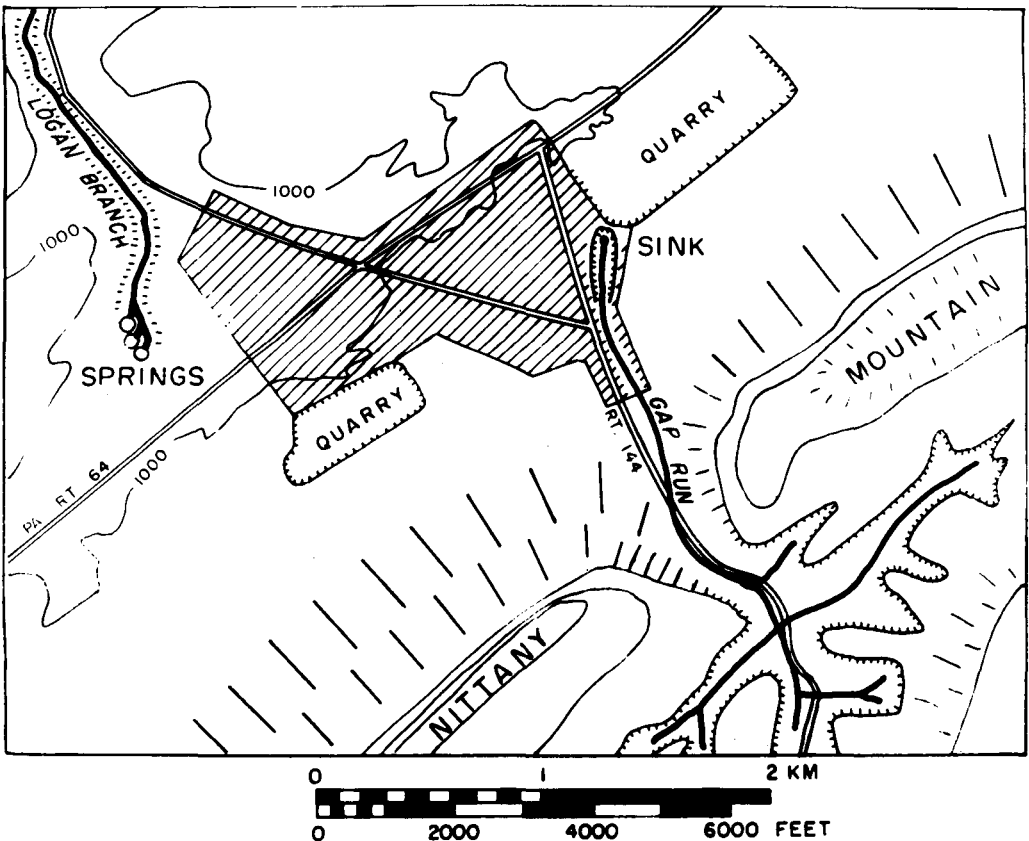 LOGAN BRANCH
QUARRY
1000
1000
SINK
MOUNTAIN
SPRINGS
QUARRY
GAP RUN
RT. 144
PA RT 64
1000
NITTANY
0 1 2 KM
0 2000 4000 6000 FEET